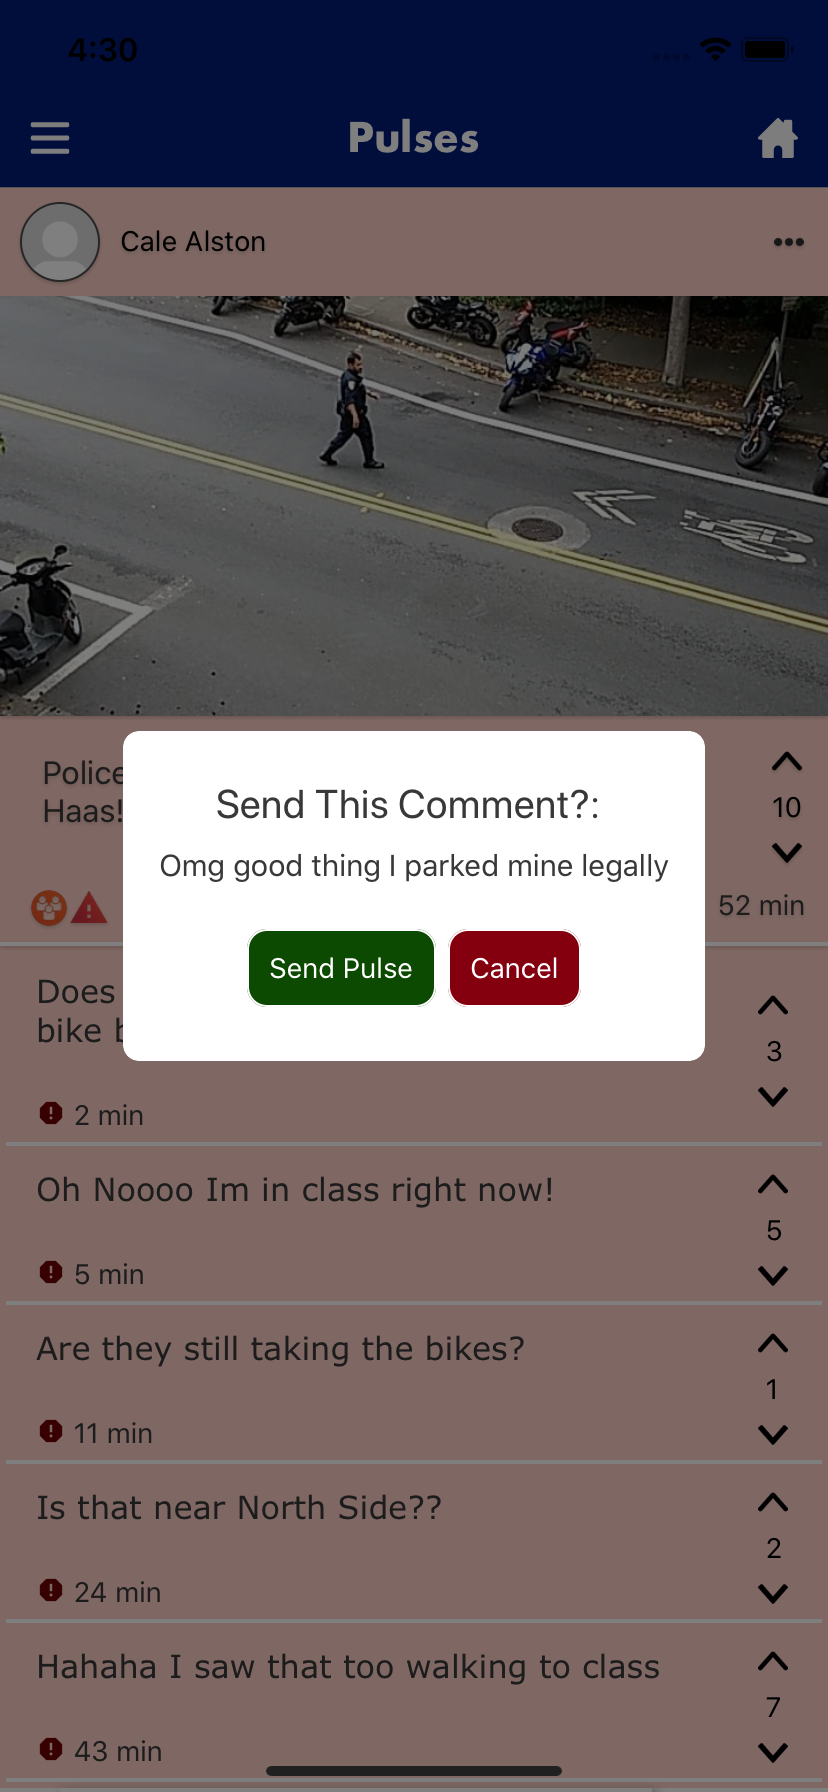 4:30
Pulses
Cale Alston
Police
Haas!
10
52 min
Send This Comment?:
Omg good thing I parked mine legally
Send Pulse
Cancel
Does
bike
3
2 min
Oh Noooo Im in class right now!
5
5 min
Are they still taking the bikes?
1
11 min
Is that near North Side??
2
24 min
Hahaha I saw that too walking to class
7
43 min